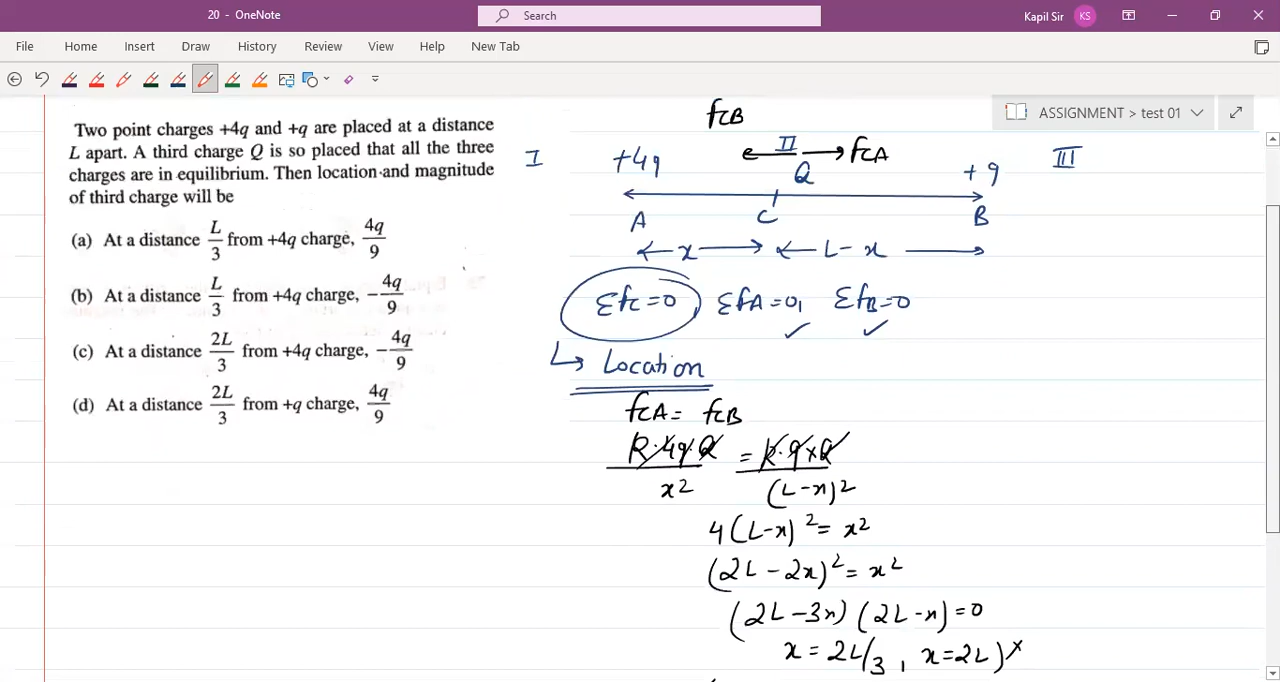 20 - OneNote
Search
Kapil Sir KS
File Home Insert Draw History Review View Help New Tab
ASSIGNMENT > test 01
Two point charges +4q and +q are placed at a distance
L apart. A third charge Q is so placed that all the three
charges are in equilibrium. Then location and magnitude
of third charge will be
(a) At a distance L/3 from +4q charge, 4q/9
(b) At a distance L/3 from +4q charge, -4q/9
(c) At a distance 2L/3 from +4q charge, -4q/9
(d) At a distance 2L/3 from +q charge, 4q/9
fCB
I +4q II fCA +q III
Q
A C B
x L-x
Σfc=0, ΣfA=0, ΣfB=0
Location
fCA = fCB
k.4q.Q/x² = k.q×Q/(L-x)²
4(L-x)² = x²
(2L-2x)² = x²
(2L-3x)(2L-x)=0
x = 2L/3, x=2L)×